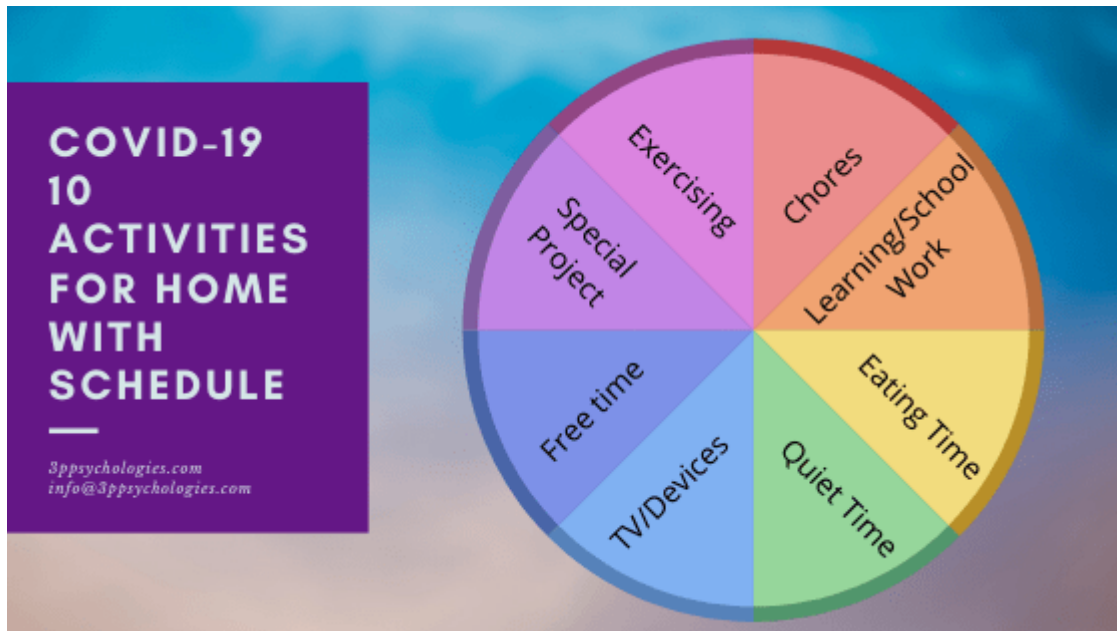 COVID-19
10
ACTIVITIES
FOR HOME
WITH
SCHEDULE
3ppsychologies.com
info@3ppsychologies.com
Exercising
Chores
Learning/School
Work
Eating Time
Quiet Time
TV/Devices
Free time
Special
Project